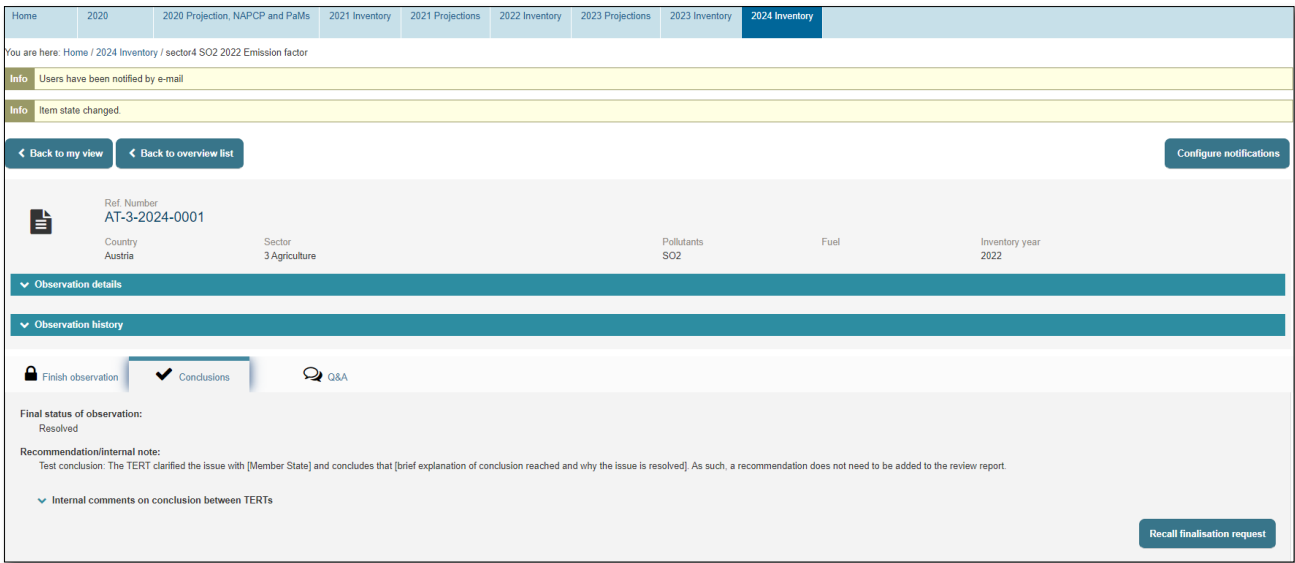 Home 2020 2020 Projection, NAPCP and PaMs 2021 Inventory 2021 Projections 2022 Inventory 2023 Projections 2023 Inventory 2024 Inventory
You are here: Home / 2024 Inventory / sector4 SO2 2022 Emission factor
Info Users have been notified by e-mail
Info Item state changed.
Back to my view Back to overview list Configure notifications
Ref. Number
AT-3-2024-0001
Country Sector Pollutants Fuel Inventory year
Austria 3 Agriculture SO2 2022
Observation details
Observation history
Finish observation Conclusions Q&A
Final status of observation:
Resolved
Recommendation/internal note:
Test conclusion: The TERT clarified the issue with [Member State] and concludes that [brief explanation of conclusion reached and why the issue is resolved]. As such, a recommendation does not need to be added to the review report.
Internal comments on conclusion between TERTs
Recall finalisation request